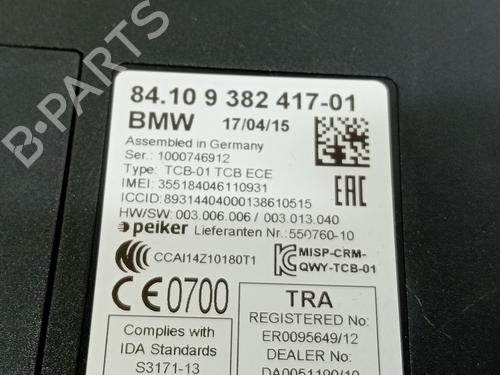 84.10 9 382 417-01
BMW 17/04/15
Assembled in Germany
Ser.: 1000746912
Type: TCB-01 TCB ECE
IMEI: 355184046110931
ICCID: 89314404000138610515
HW/SW: 003.006.006 / 003.013.040
peiker Lieferanten Nr.:550760-10
CCAI14Z10180T1
MISP-CRM-
QWY-TCB-01
CE0700
EAC
Complies with
IDA Standards
S3171-13
TRA
REGISTERED No:
ER0095649/12
DEALER No:
DA0051190/10
B-PARTS